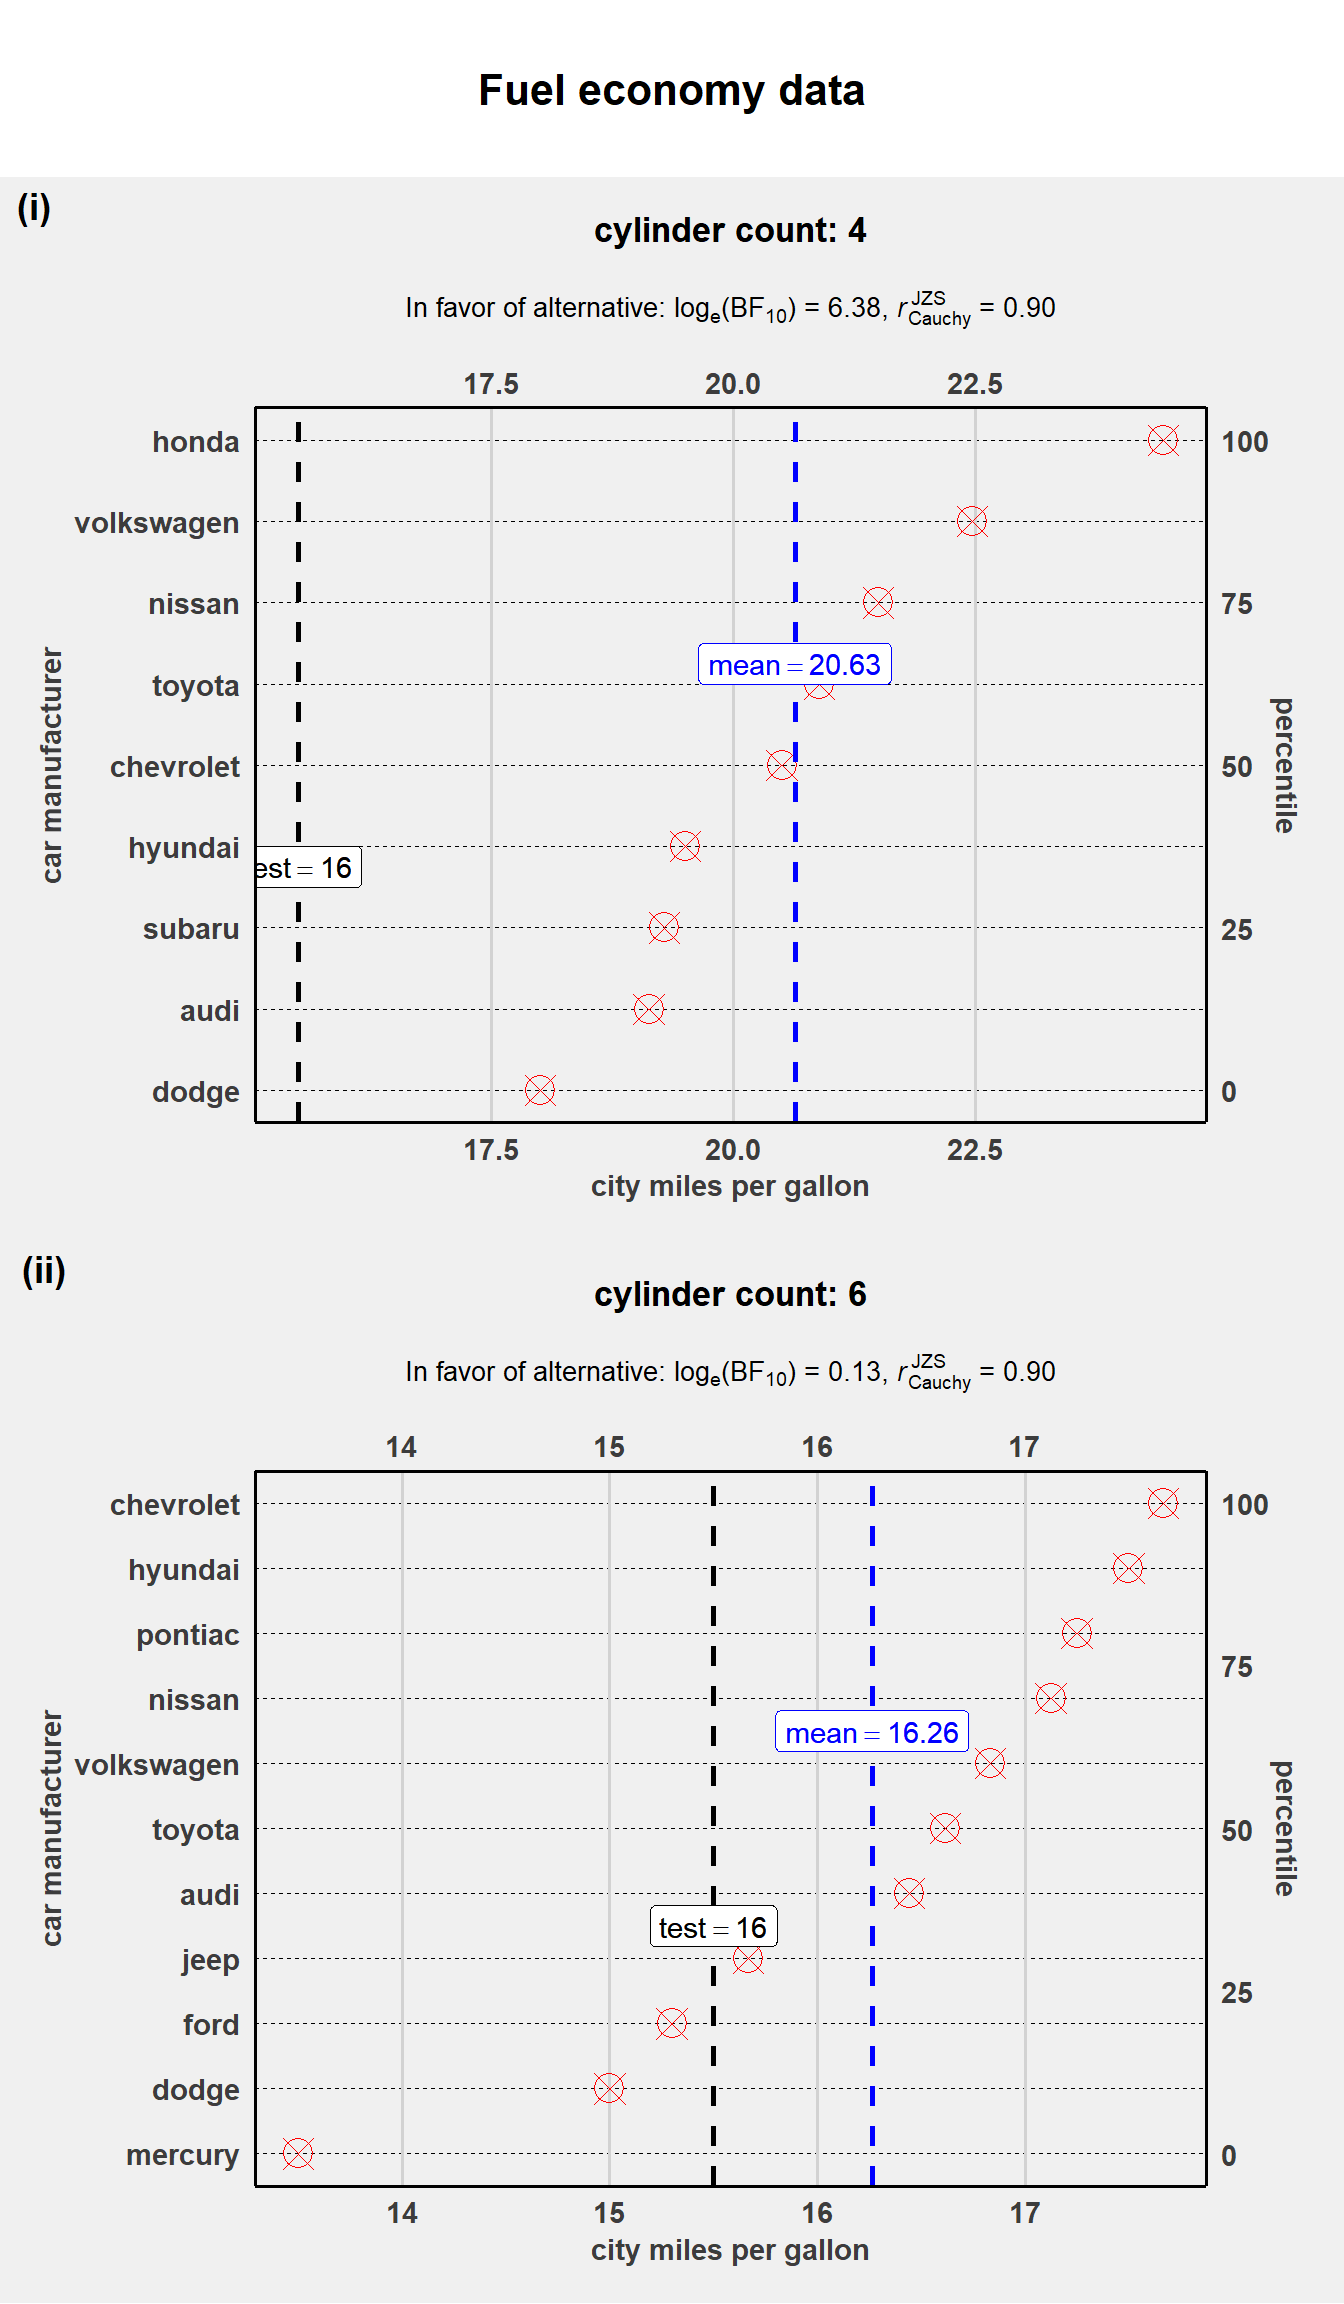 Fuel economy data
(i)
cylinder count: 4
In favor of alternative: logₑ(BF₁₀) = 6.38, r^JZS_Cauchy = 0.90
17.5 20.0 22.5
honda 100
volkswagen
nissan 75
mean = 20.63
toyota
chevrolet 50
hyundai
est = 16
subaru 25
audi
dodge 0
car manufacturer
percentile
17.5 20.0 22.5
city miles per gallon
(ii)
cylinder count: 6
In favor of alternative: logₑ(BF₁₀) = 0.13, r^JZS_Cauchy = 0.90
14 15 16 17
chevrolet 100
hyundai
pontiac
75
nissan
mean = 16.26
volkswagen
toyota 50
audi
test = 16
jeep
25
ford
dodge
mercury 0
car manufacturer
percentile
14 15 16 17
city miles per gallon